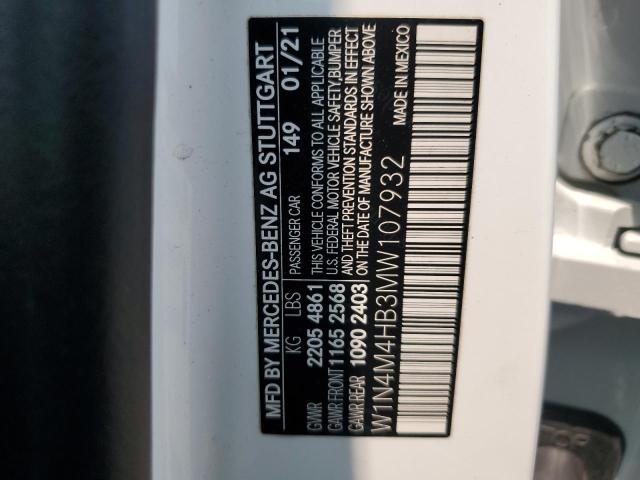 MFD BY MERCEDES-BENZ AG STUTTGART
KG LBS PASSENGER CAR 149 01/21
GVWR 2205 4861 THIS VEHICLE CONFORMS TO ALL APPLICABLE
GAWR FRONT 1165 2568 U.S. FEDERAL MOTOR VEHICLE SAFETY,BUMPER
GAWR REAR 1090 2403 AND THEFT PREVENTION STANDARDS IN EFFECT
ON THE DATE OF MANUFACTURE SHOWN ABOVE
MADE IN MEXICO
W1N4M4HB3MW107932